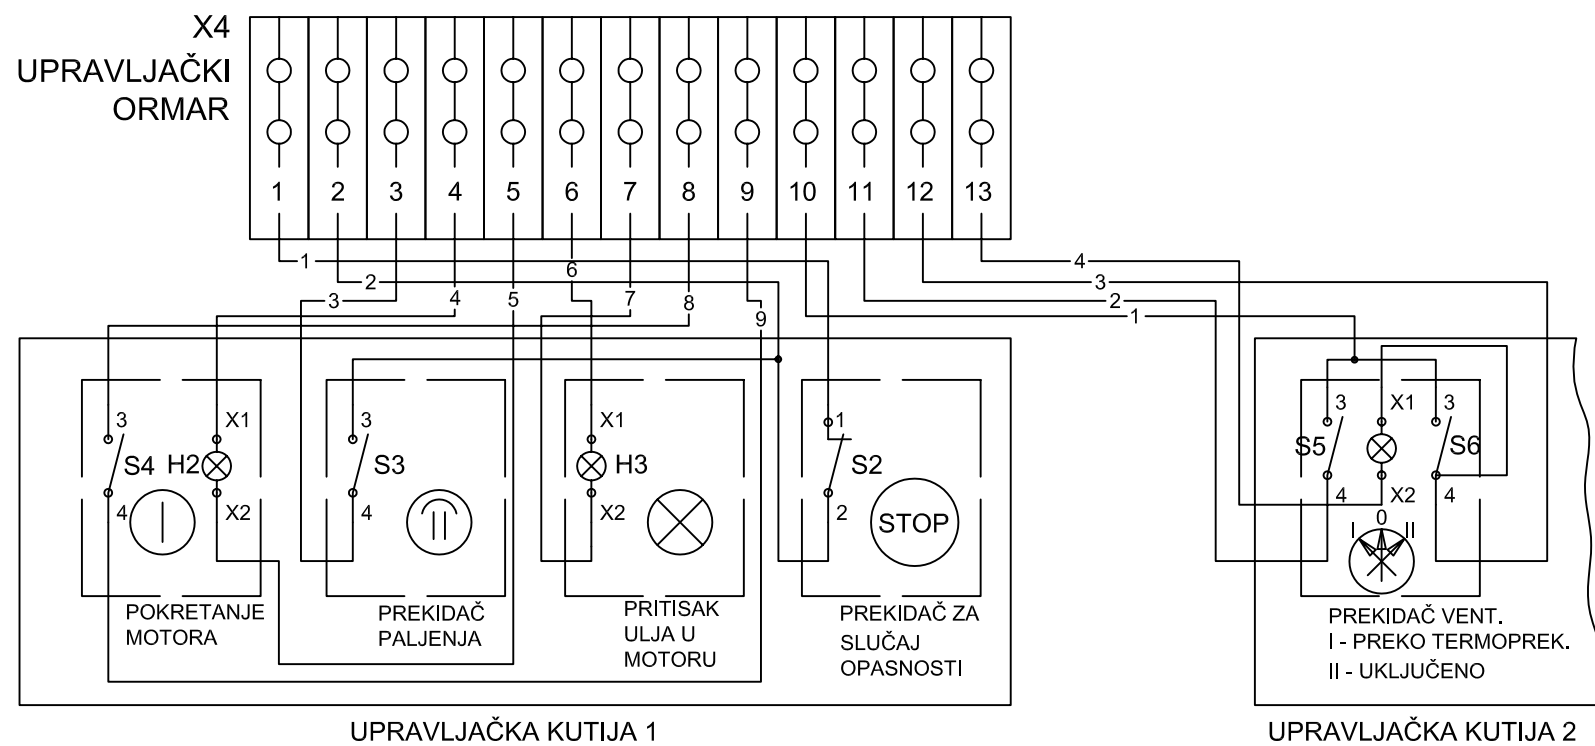 X4
UPRAVLJAČKI
ORMAR
1 2 3 4 5 6 7 8 9 10 11 12 13
1
6
4
2
3
3
4
5
7
8
2
9
1
3
X1
3
X1
1
3
X1
3
S4
H2
S3
H3
S2
S5
S6
4
X2
4
X2
2
4
X2
4
STOP
I
0
II
POKRETANJE
MOTORA
PREKIDAČ
PALJENJA
PRITISAK
ULJA U
MOTORU
PREKIDAČ ZA
SLUČAJ
OPASNOSTI
PREKIDAČ VENT.
I - PREKO TERMOPREK.
II - UKLJUČENO
UPRAVLJAČKA KUTIJA 1
UPRAVLJAČKA KUTIJA 2